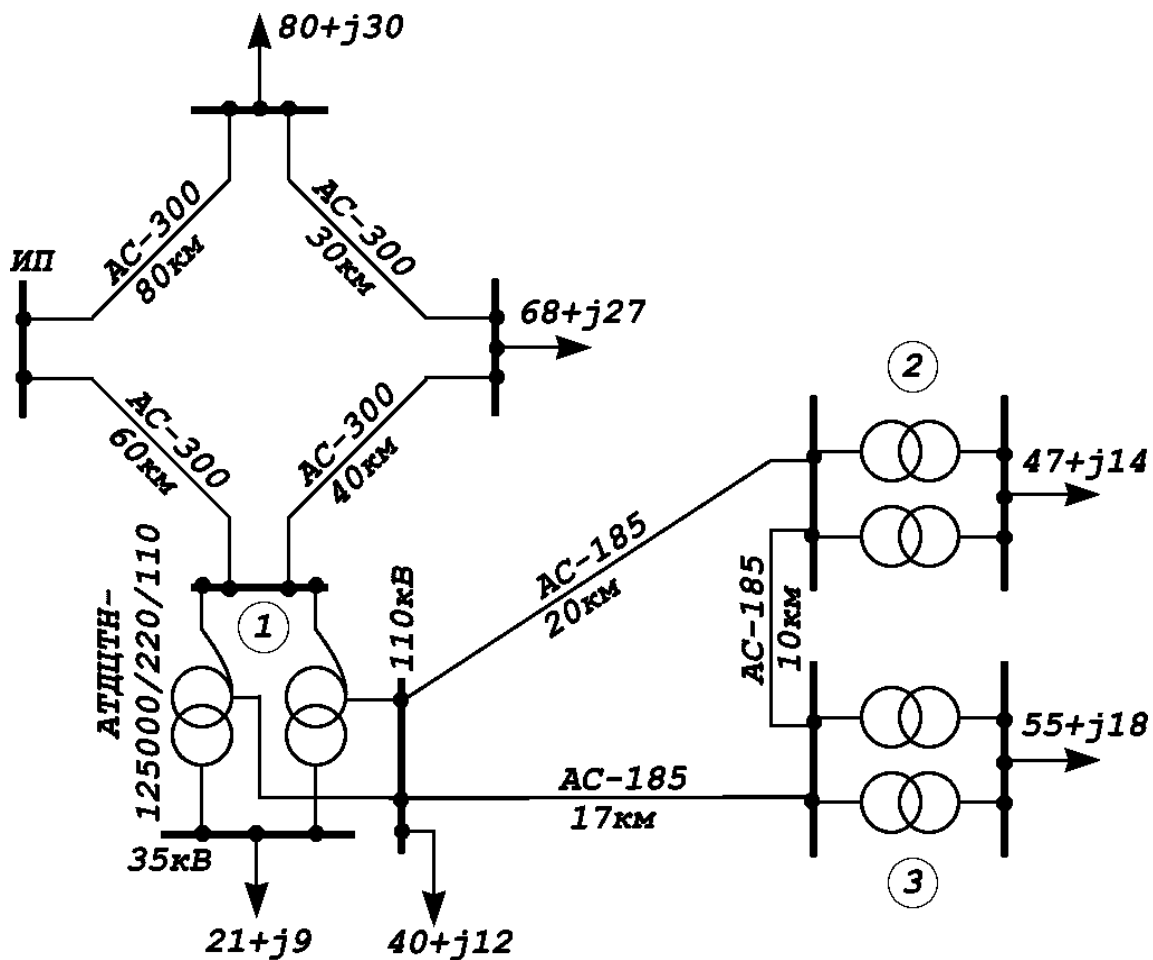 80+j30
АС-300
80км
АС-300
30км
ИП
68+j27
АС-300
60км
АС-300
40км
2
47+j14
АС-185
20км
АС-185
10км
АТДЦТН-
125000/220/110
1
110кВ
55+j18
АС-185
17км
35кВ
3
21+j9
40+j12